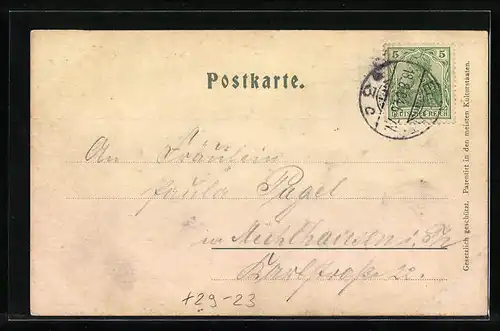 Postkarte.
5 5
DEUTSCHES REICH
An Fräulein
Paula Pagel
in Mühlhausen i. Th
Karlstraße 22.
+29-23
Gesetzlich geschützt. Patentirt in den meisten Kulturstaaten.